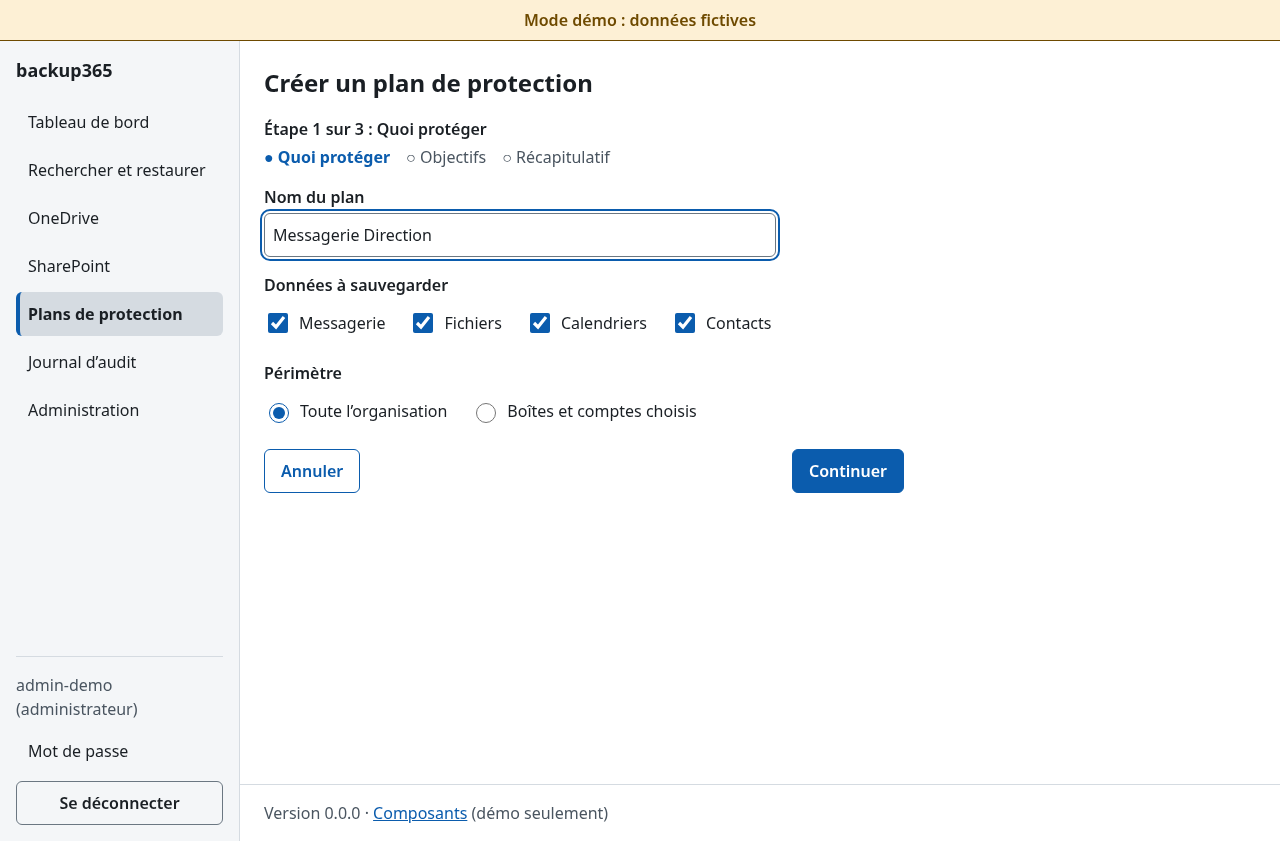 Mode démo : données fictives
backup365
Tableau de bord
Rechercher et restaurer
OneDrive
SharePoint
Plans de protection
Journal d’audit
Administration
admin-demo
(administrateur)
Mot de passe
Se déconnecter
Créer un plan de protection
Étape 1 sur 3 : Quoi protéger
● Quoi protéger ○ Objectifs ○ Récapitulatif
Nom du plan
Messagerie Direction
Données à sauvegarder
Messagerie Fichiers Calendriers Contacts
Périmètre
Toute l’organisation Boîtes et comptes choisis
Annuler Continuer
Version 0.0.0 · Composants (démo seulement)